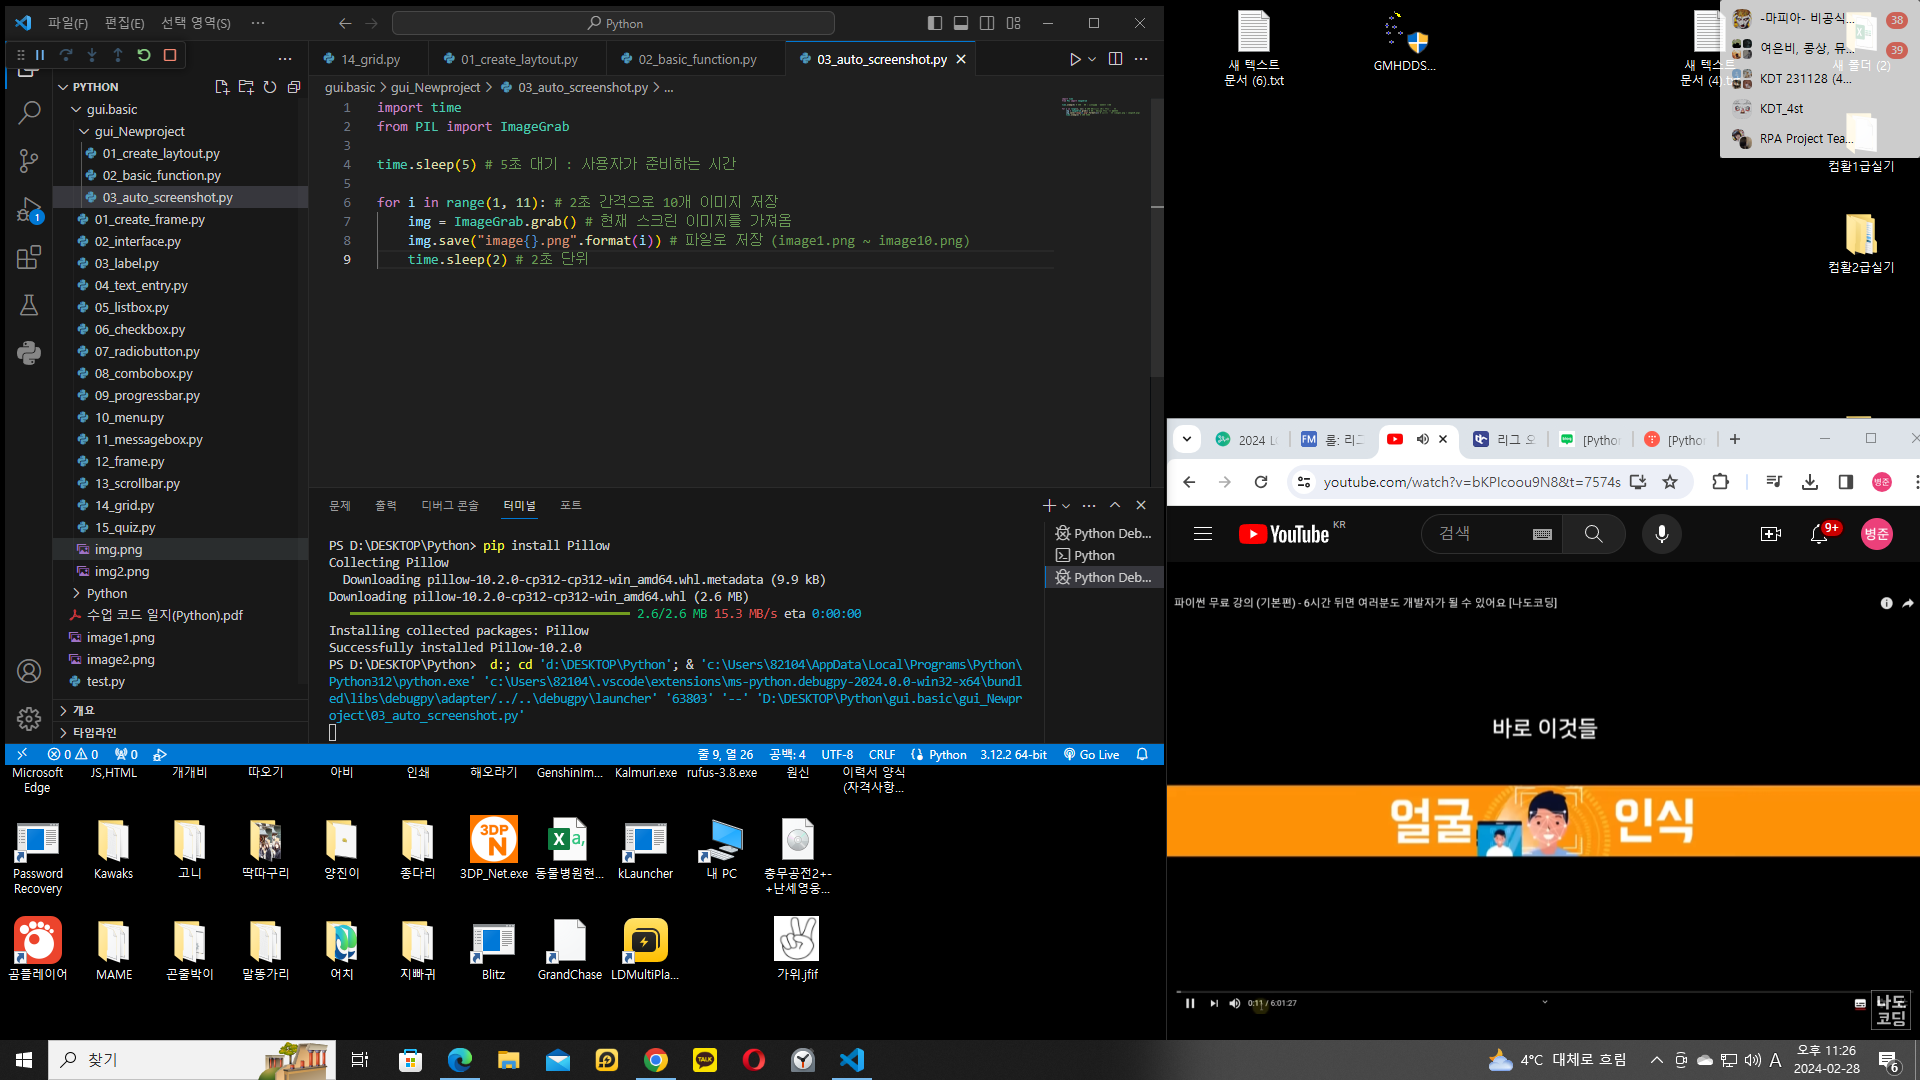 파일(F) 편집(E) 선택 영역(S) ··· Python
14_grid.py 01_create_laytout.py 02_basic_function.py 03_auto_screenshot.py
PYTHON
gui.basic
gui_Newproject
01_create_laytout.py
02_basic_function.py
03_auto_screenshot.py
01_create_frame.py
02_interface.py
03_label.py
04_text_entry.py
05_listbox.py
06_checkbox.py
07_radiobutton.py
08_combobox.py
09_progressbar.py
10_menu.py
11_messagebox.py
12_frame.py
13_scrollbar.py
14_grid.py
15_quiz.py
img.png
img2.png
Python
수업 코드 일지(Python).pdf
image1.png
image2.png
test.py
개요
타임라인
1
gui.basic > gui_Newproject > 03_auto_screenshot.py > ...
1 import time
2 from PIL import ImageGrab
3
4 time.sleep(5) # 5초 대기 : 사용자가 준비하는 시간
5
6 for i in range(1, 11): # 2초 간격으로 10개 이미지 저장
7 img = ImageGrab.grab() # 현재 스크린 이미지를 가져옴
8 img.save("image{}.png".format(i)) # 파일로 저장 (image1.png ~ image10.png)
9 time.sleep(2) # 2초 단위
문제 출력 디버그 콘솔 터미널 포트
PS D:\DESKTOP\Python> pip install Pillow
Collecting Pillow
Downloading pillow-10.2.0-cp312-cp312-win_amd64.whl.metadata (9.9 kB)
Downloading pillow-10.2.0-cp312-cp312-win_amd64.whl (2.6 MB)
2.6/2.6 MB 15.3 MB/s eta 0:00:00
Installing collected packages: Pillow
Successfully installed Pillow-10.2.0
PS D:\DESKTOP\Python> d:; cd 'd:\DESKTOP\Python'; & 'c:\Users\82104\AppData\Local\Programs\Python\
Python312\python.exe' 'c:\Users\82104\.vscode\extensions\ms-python.debugpy-2024.0.0-win32-x64\bundl
ed\libs\debugpy\adapter/../..\debugpy\launcher' '63803' '--' 'D:\DESKTOP\Python\gui.basic\gui_Newpr
oject\03_auto_screenshot.py'
Python Deb...
Python
Python Deb...
0 0 0 줄 9, 열 26 공백: 4 UTF-8 CRLF Python 3.12.2 64-bit Go Live
Microsoft
Edge
JS,HTML
개개비
따오기
아비
인쇄
해오라기
GenshinIm...
Kalmuri.exe
rufus-3.8.exe
원신
이력서 양식
(자격사항...
Password
Recovery
Kawaks
고니
딱따구리
양진이
종다리
3DP
N
3DP_Net.exe
동물병원현...
kLauncher
내 PC
충무공전2+-
+난세영웅...
곰플레이어
MAME
곤줄박이
말똥가리
어치
지빠귀
Blitz
GrandChase
LDMultiPla...
가위.jfif
새 텍스트
문서 (6).txt
GMHDDS...
새 텍스트
문서 (4).txt
새 폴더 (2)
컴활1급실기
컴활2급실기
-마피아- 비공식... 38
여은비, 콩상, 뮤... 39
KDT 231128 (4...
KDT_4st
RPA Project Tea...
2024 L 롤: 리그 리그 오 [Pytho [Pytho
youtube.com/watch?v=bKPIcoou9N8&t=7574s 병준
YouTube KR 검색 9+ 병준
파이썬 무료 강의 (기본편) - 6시간 뒤면 여러분도 개발자가 될 수 있어요 [나도코딩]
바로 이것들
얼굴 인식
0:11 / 6:01:27
나도
코딩
찾기 TALK 4°C 대체로 흐림 A
오후 11:26
2024-02-28
6